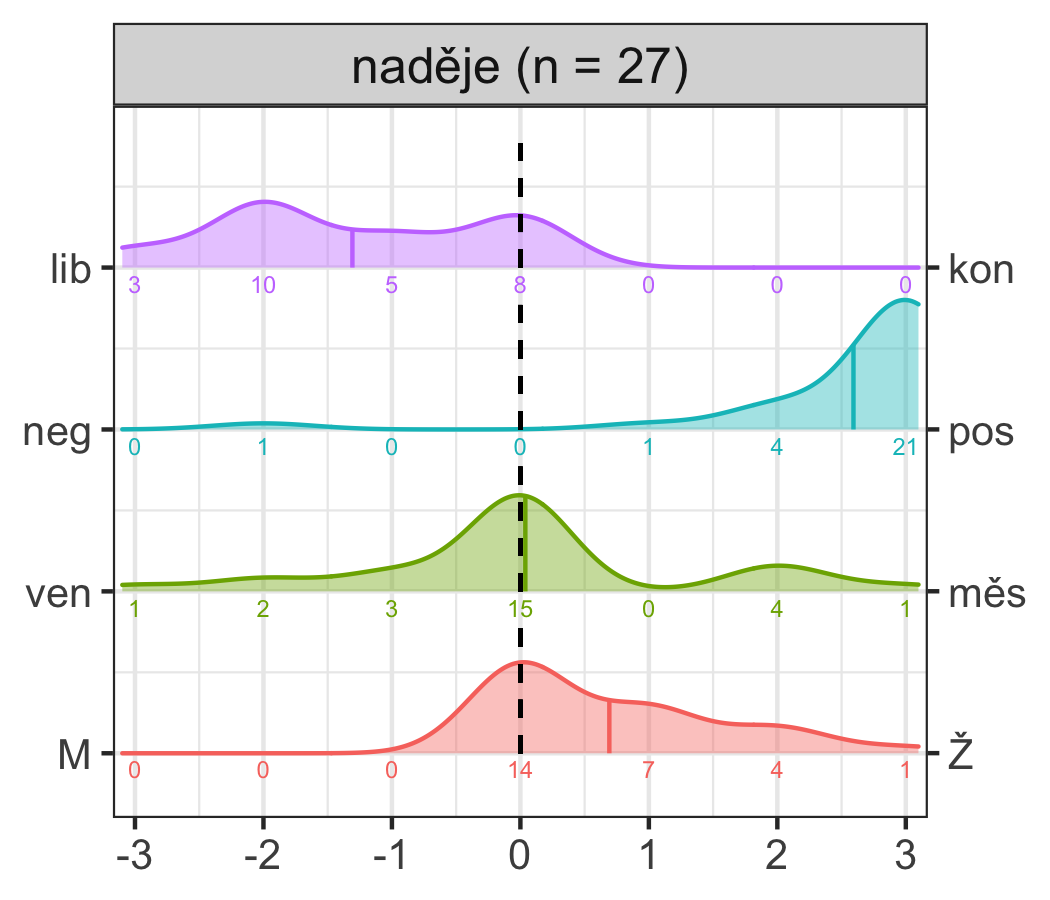 naděje (n = 27)
lib kon
3 10 5 8 0 0 0
neg pos
0 1 0 0 1 4 21
ven měs
1 2 3 15 0 4 1
M Ž
0 0 0 14 7 4 1
-3 -2 -1 0 1 2 3